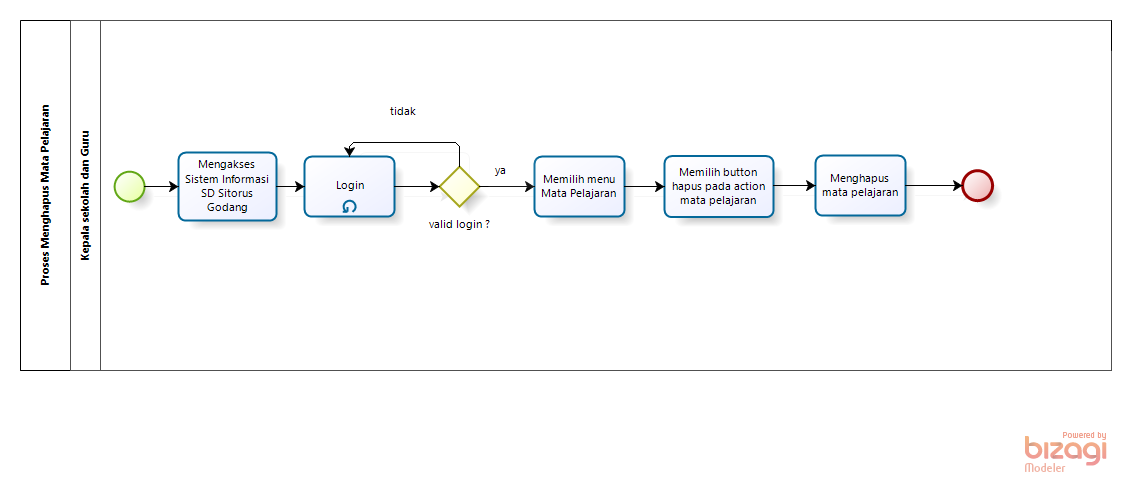 Proses Menghapus Mata Pelajaran
Kepala sekolah dan Guru
Mengakses
Sistem Informasi
SD Sitorus
Godang
Login
tidak
valid login ?
ya
Memilih menu
Mata Pelajaran
Memilih button
hapus pada action
mata pelajaran
Menghapus
mata pelajaran
Powered by
bizagi
Modeler